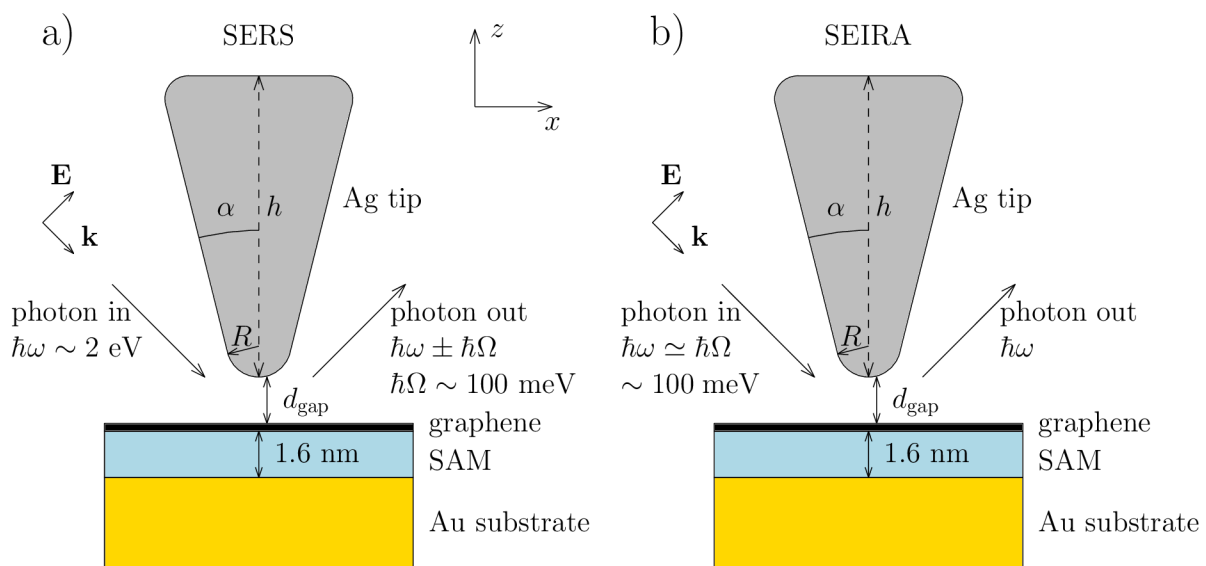 a)
SERS
z
x
E
k
α
h
Ag tip
photon in
ħω ∼ 2 eV
R
photon out
ħω ± ħΩ
ħΩ ∼ 100 meV
d_gap
graphene
1.6 nm
SAM
Au substrate
b)
SEIRA
E
k
α
h
Ag tip
photon in
ħω ≃ ħΩ
∼ 100 meV
R
photon out
ħω
d_gap
graphene
1.6 nm
SAM
Au substrate